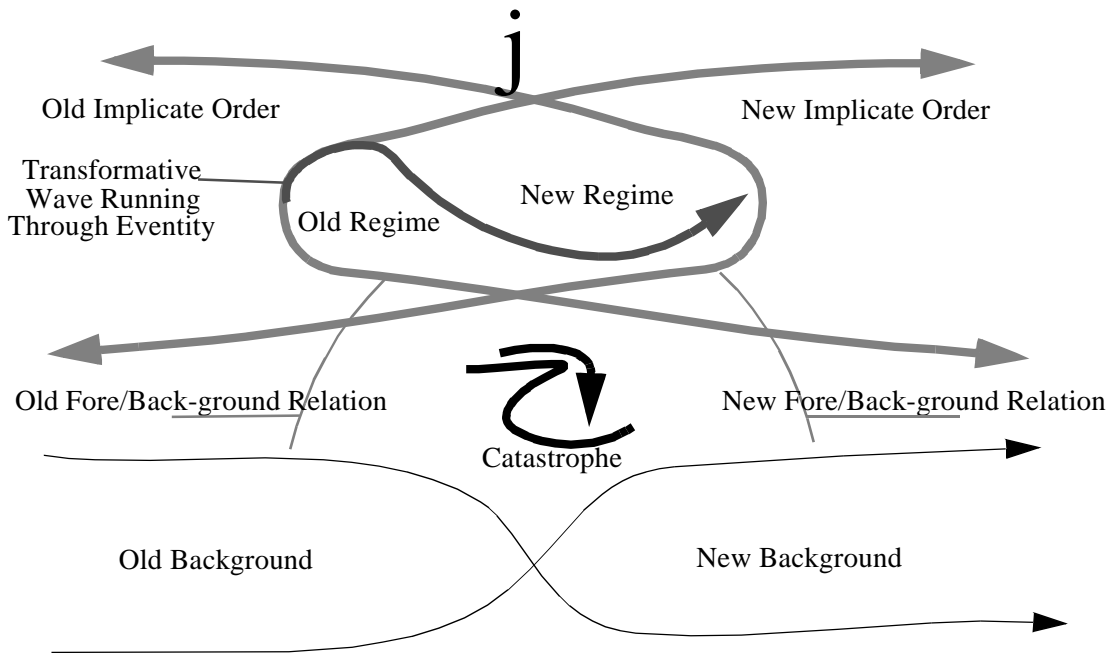 j
Old Implicate Order
New Implicate Order
Transformative
Wave Running
Through Eventity
New Regime
Old Regime
Old Fore/Back-ground Relation
New Fore/Back-ground Relation
Catastrophe
Old Background
New Background